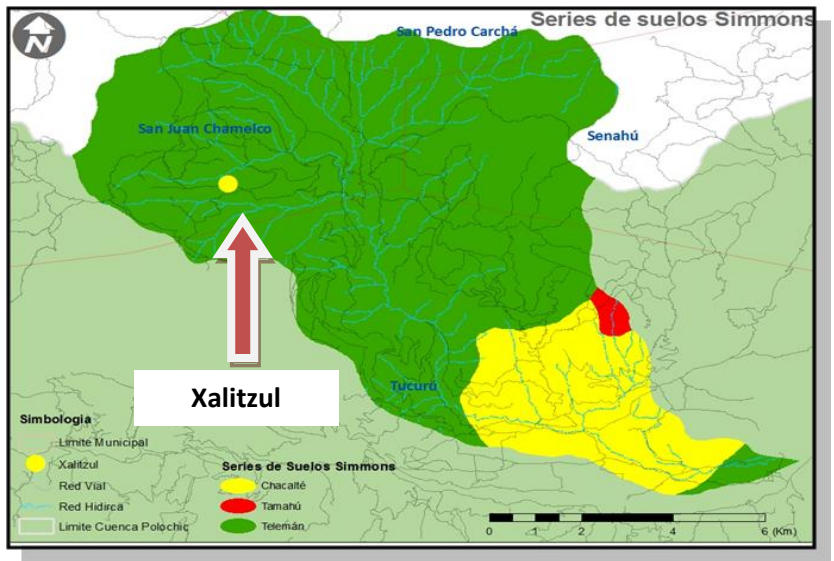 Series de suelos Simmons
N
San Pedro Carchá
San Juan Chamelco
Senahú
Xalitzul
Tucurú
Simbologia
Limite Municipal
Xalitzul
Red Vial
Red Hidirca
Limite Cuenca Polochic
Series de Suelos Simmons
Chacalté
Tamahú
Telemán
0 1 2 4 6 (Km.)